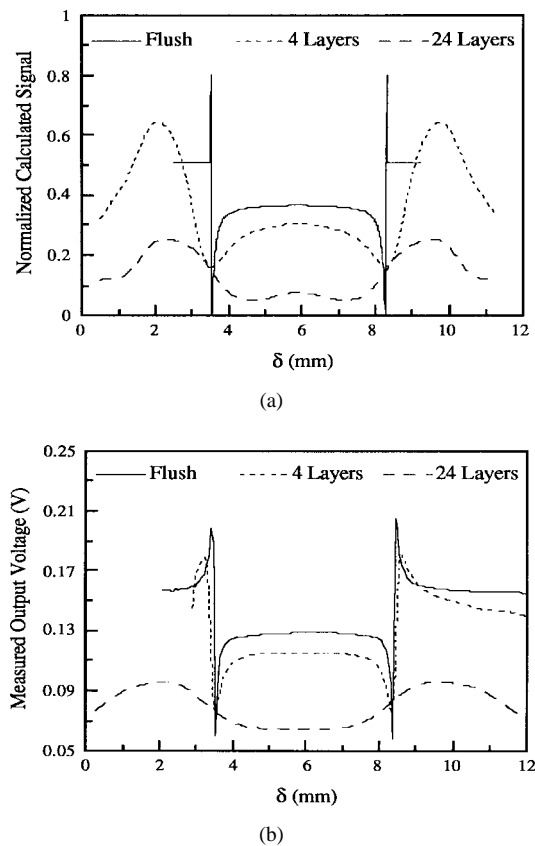 1
Flush 4 Layers 24 Layers
0.8
0.6
0.4
0.2
0
Normalized Calculated Signal
0 2 4 6 8 10 12
δ (mm)
(a)
0.25
Flush 4 Layers 24 Layers
0.21
0.17
0.13
0.09
0.05
Measured Output Voltage (V)
0 2 4 6 8 10 12
δ (mm)
(b)